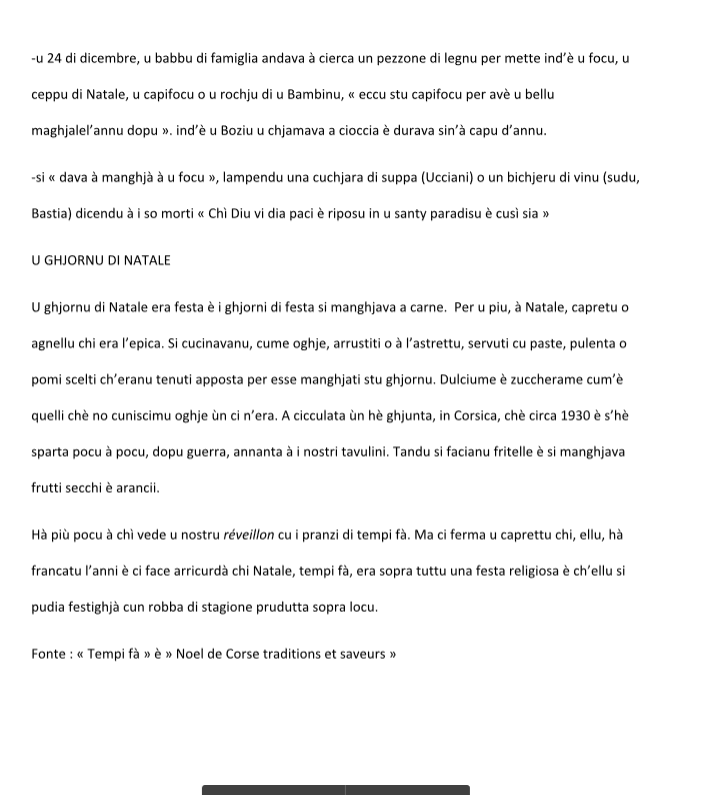 -u 24 di dicembre, u babbu di famiglia andava à cierca un pezzone di legnu per mette ind’è u focu, u
ceppu di Natale, u capifocu o u rochju di u Bambinu, « eccu stu capifocu per avè u bellu
maghjalel’annu dopu ». ind’è u Boziu u chjamava a cioccia è durava sin’à capu d’annu.
-si « dava à manghjà à u focu », lampendu una cuchjara di suppa (Ucciani) o un bichjeru di vinu (sudu,
Bastia) dicendu à i so morti « Chì Diu vi dia paci è riposu in u santy paradisu è cusì sia »
U GHJORNU DI NATALE
U ghjornu di Natale era festa è i ghjorni di festa si manghjava a carne.  Per u piu, à Natale, capretu o
agnellu chi era l’epica. Si cucinavanu, cume oghje, arrustiti o à l’astrettu, servuti cu paste, pulenta o
pomi scelti ch’eranu tenuti apposta per esse manghjati stu ghjornu. Dulciume è zuccherame cum’è
quelli chè no cuniscimu oghje ùn ci n’era. A cicculata ùn hè ghjunta, in Corsica, chè circa 1930 è s’hè
sparta pocu à pocu, dopu guerra, annanta à i nostri tavulini. Tandu si facianu fritelle è si manghjava
frutti secchi è arancii.
Hà più pocu à chì vede u nostru réveillon cu i pranzi di tempi fà. Ma ci ferma u caprettu chi, ellu, hà
francatu l’anni è ci face arricurdà chi Natale, tempi fà, era sopra tuttu una festa religiosa è ch’ellu si
pudia festighjà cun robba di stagione prudutta sopra locu.
Fonte : « Tempi fà » è » Noel de Corse traditions et saveurs »